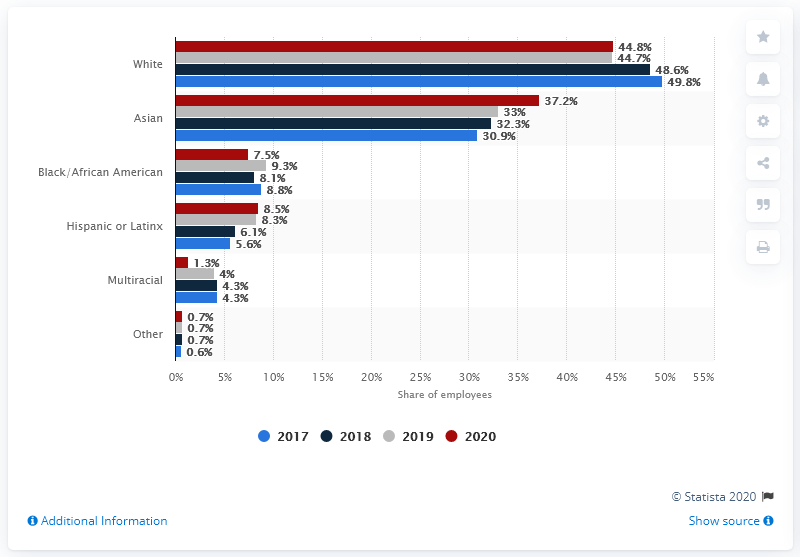 White
44.8%
44.7%
48.6%
49.8%
Asian
37.2%
33%
32.3%
30.9%
Black/African American
7.5%
9.3%
8.1%
8.8%
Hispanic or Latinx
8.5%
8.3%
6.1%
5.6%
Multiracial
1.3%
4%
4.3%
4.3%
Other
0.7%
0.7%
0.7%
0.6%
0% 5% 10% 15% 20% 25% 30% 35% 40% 45% 50% 55%
Share of employees
2017 2018 2019 2020
© Statista 2020
Additional Information Show source